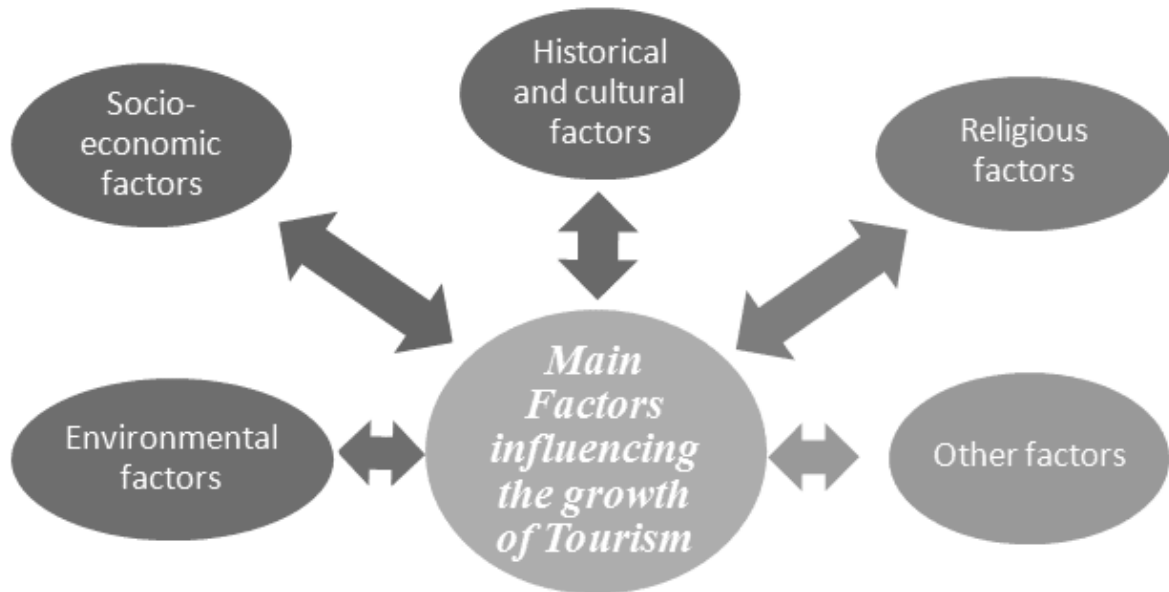 Historical
and cultural
factors
Socio-
economic
factors
Religious
factors
Environmental
factors
Main
Factors
influencing
the growth
of Tourism
Other factors